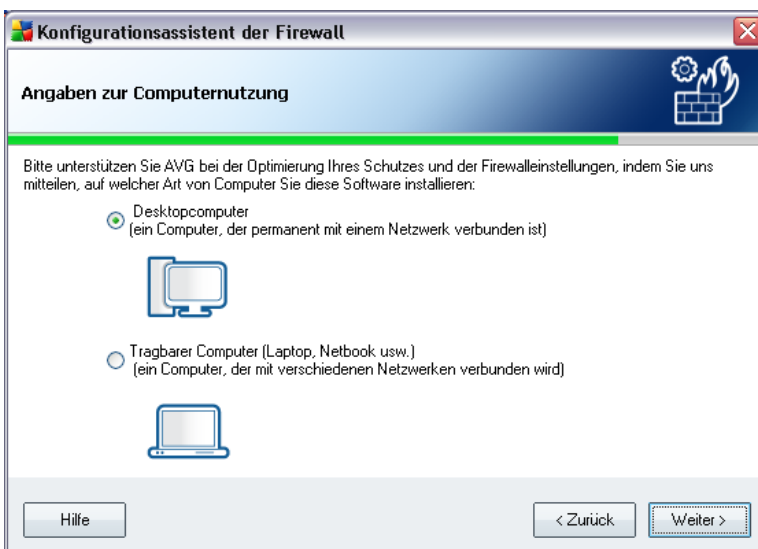 Konfigurationsassistent der Firewall
Angaben zur Computernutzung
Bitte unterstützen Sie AVG bei der Optimierung Ihres Schutzes und der Firewalleinstellungen, indem Sie uns
mitteilen, auf welcher Art von Computer Sie diese Software installieren:
Desktopcomputer
(ein Computer, der permanent mit einem Netzwerk verbunden ist)
Tragbarer Computer (Laptop, Netbook usw.)
(ein Computer, der mit verschiedenen Netzwerken verbunden wird)
Hilfe
< Zurück
Weiter >